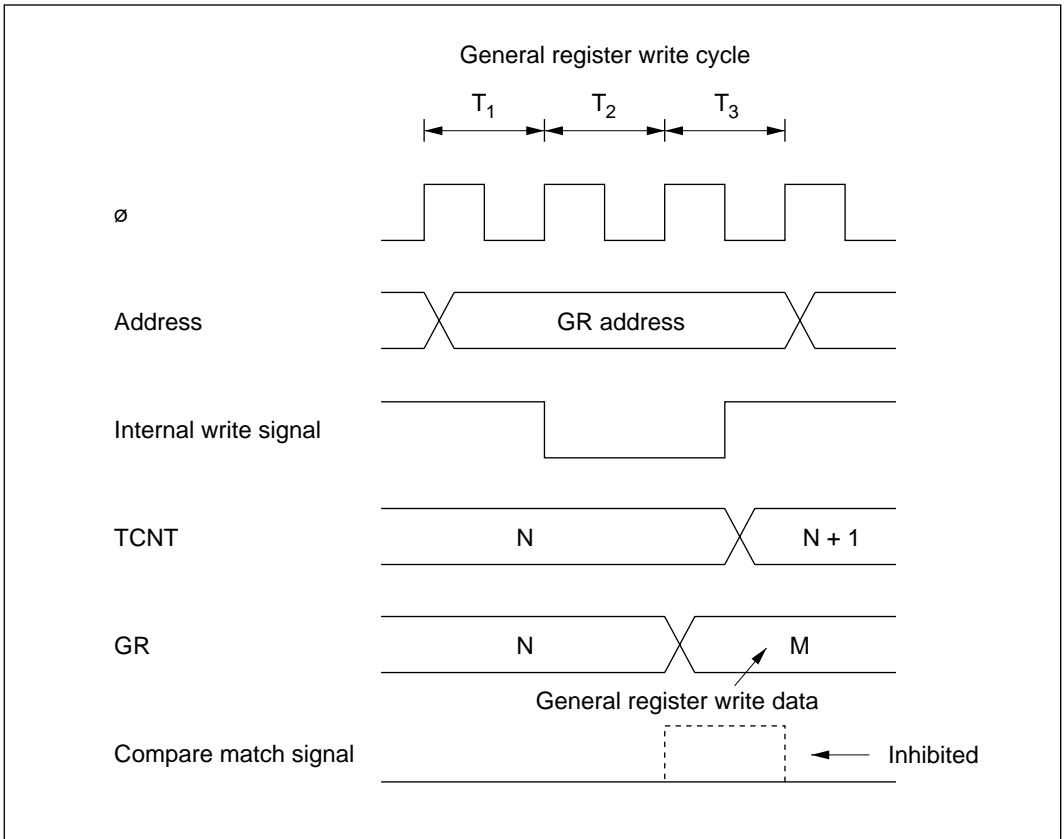 General register write cycle
T1 T2 T3
ø
Address GR address
Internal write signal
TCNT N N + 1
GR N M
General register write data
Compare match signal Inhibited